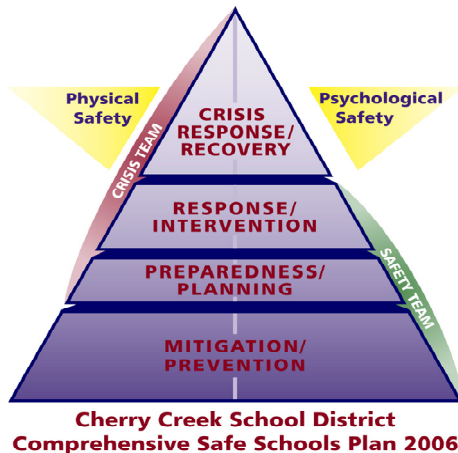 Physical
Safety
Psychological
Safety
CRISIS
RESPONSE/
RECOVERY
CRISIS TEAM
RESPONSE/
INTERVENTION
PREPAREDNESS/
PLANNING
SAFETY TEAM
MITIGATION/
PREVENTION
Cherry Creek School District
Comprehensive Safe Schools Plan 2006